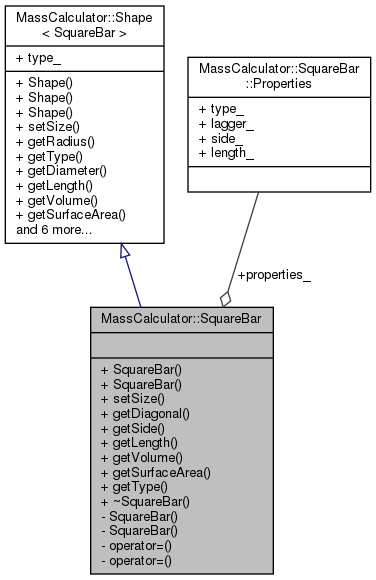 MassCalculator::Shape
< SquareBar >
+ type_
+ Shape()
+ Shape()
+ Shape()
+ setSize()
+ getRadius()
+ getType()
+ getDiameter()
+ getLength()
+ getVolume()
+ getSurfaceArea()
and 6 more...
MassCalculator::SquareBar
::Properties
+ type_
+ lagger_
+ side_
+ length_
+properties_
MassCalculator::SquareBar
+ SquareBar()
+ SquareBar()
+ setSize()
+ getDiagonal()
+ getSide()
+ getLength()
+ getVolume()
+ getSurfaceArea()
+ getType()
+ ~SquareBar()
- SquareBar()
- SquareBar()
- operator=()
- operator=()